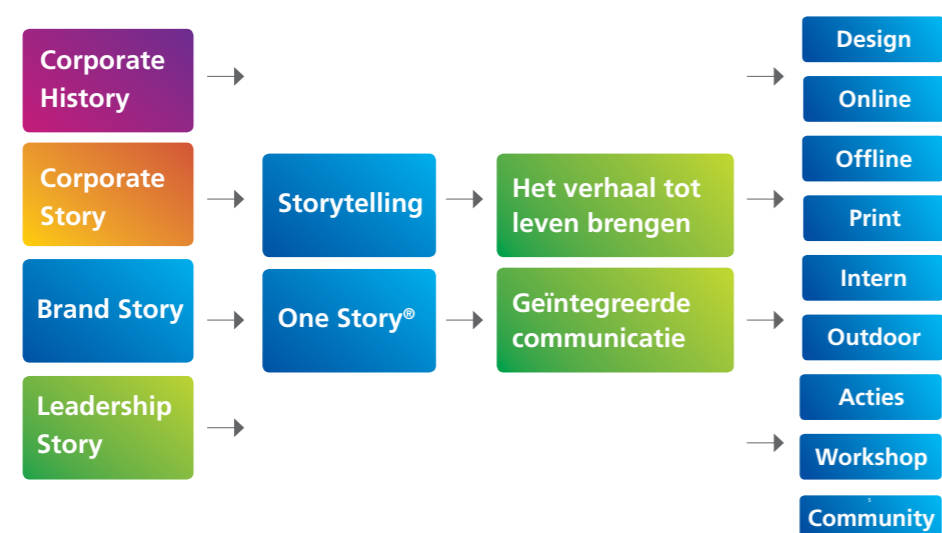 Corporate
History
Corporate
Story
Brand Story
Leadership
Story
Storytelling
One Story®
Het verhaal tot
leven brengen
Geïntegreerde
communicatie
Design
Online
Offline
Print
Intern
Outdoor
Acties
Workshop
s
Community